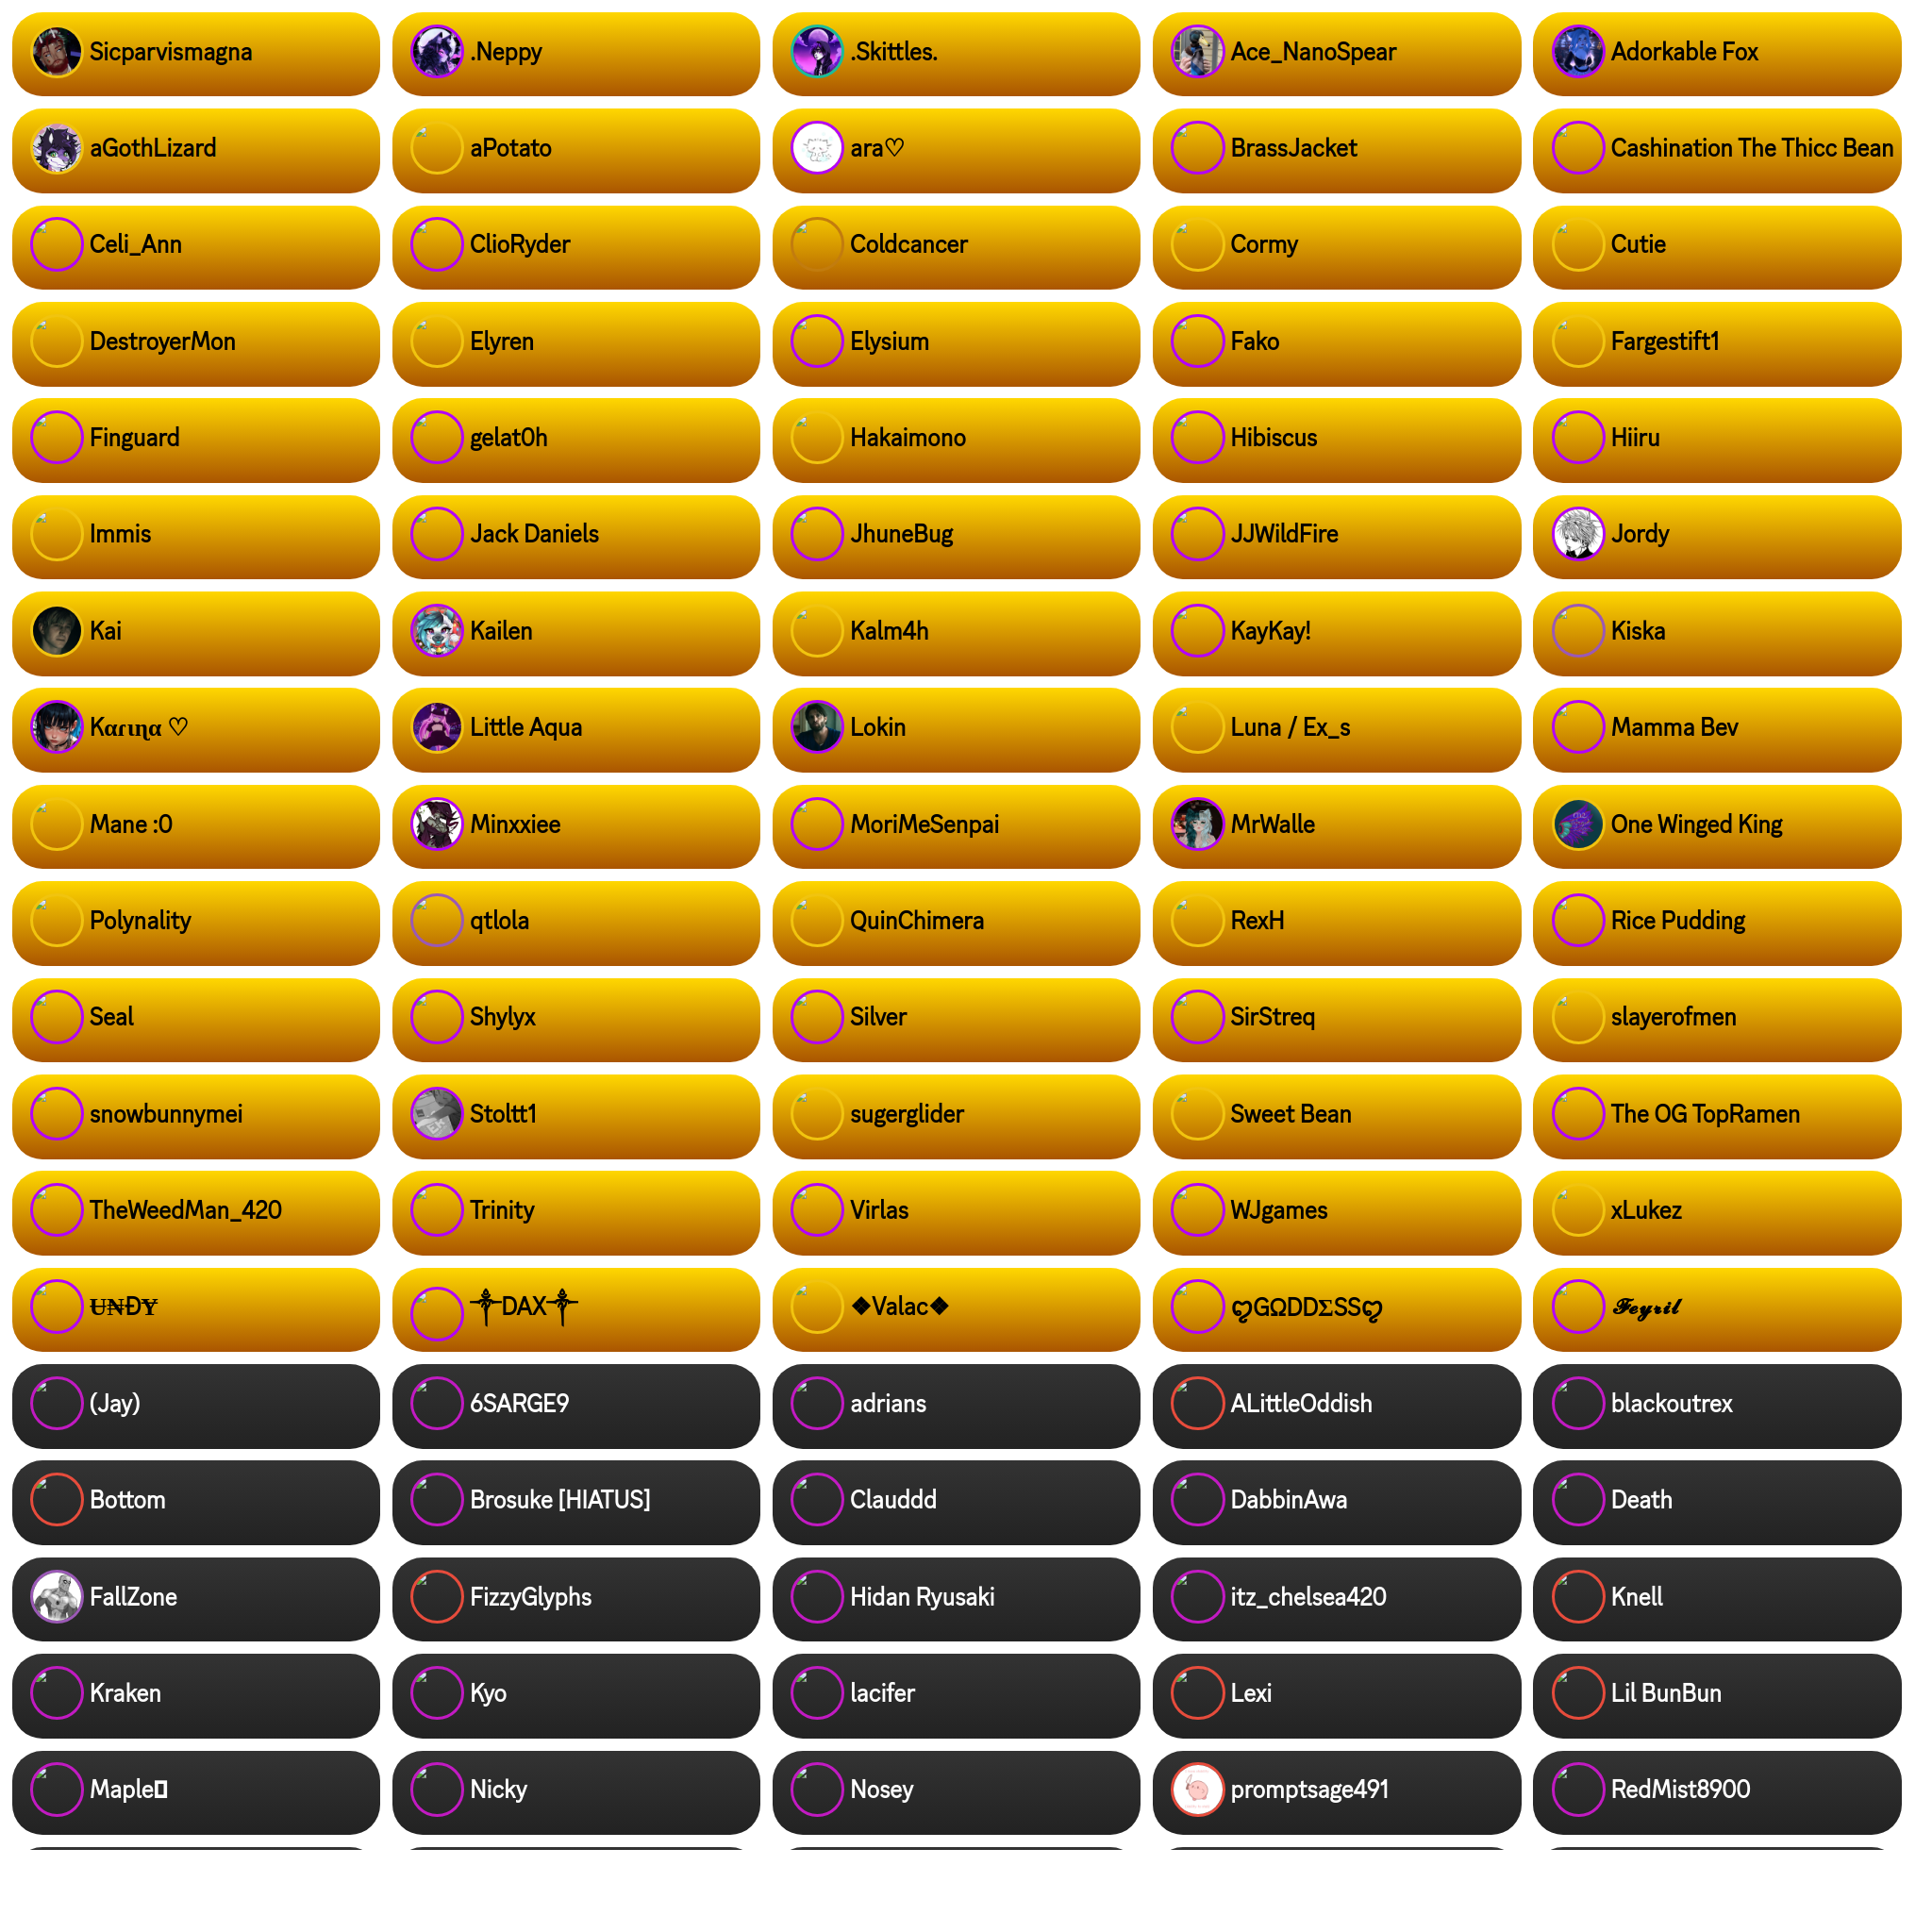 Sicparvismagna
.Neppy
.Skittles.
Ace_NanoSpear
Adorkable Fox
aGothLizard
aPotato
ara♡
BrassJacket
Cashination The Thicc Bean
Celi_Ann
ClioRyder
Coldcancer
Cormy
Cutie
DestroyerMon
Elyren
Elysium
Fako
Fargestift1
Finguard
gelat0h
Hakaimono
Hibiscus
Hiiru
Immis
Jack Daniels
JhuneBug
JJWildFire
Jordy
Kai
Kailen
Kalm4h
KayKay!
Kiska
Kαɾιɳα ♡
Little Aqua
Lokin
Luna / Ex_s
Mamma Bev
Mane :0
Minxxiee
MoriMeSenpai
MrWalle
One Winged King
Polynality
qtlola
QuinChimera
RexH
Rice Pudding
Seal
Shylyx
Silver
SirStreq
slayerofmen
snowbunnymei
Stoltt1
sugerglider
Sweet Bean
The OG TopRamen
TheWeedMan_420
Trinity
Virlas
WJgames
xLukez
U̶₦ĐɎ
⸸DAX⸸
❖Valac❖
ღGΩDDΣSSღ
𝓕𝓮𝔂𝓻𝓲𝓵
(Jay)
6SARGE9
adrians
ALittleOddish
blackoutrex
Bottom
Brosuke [HIATUS]
Clauddd
DabbinAwa
Death
FallZone
FizzyGlyphs
Hidan Ryusaki
itz_chelsea420
Knell
Kraken
Kyo
lacifer
Lexi
Lil BunBun
Maple
Nicky
Nosey
promptsage491
RedMist8900